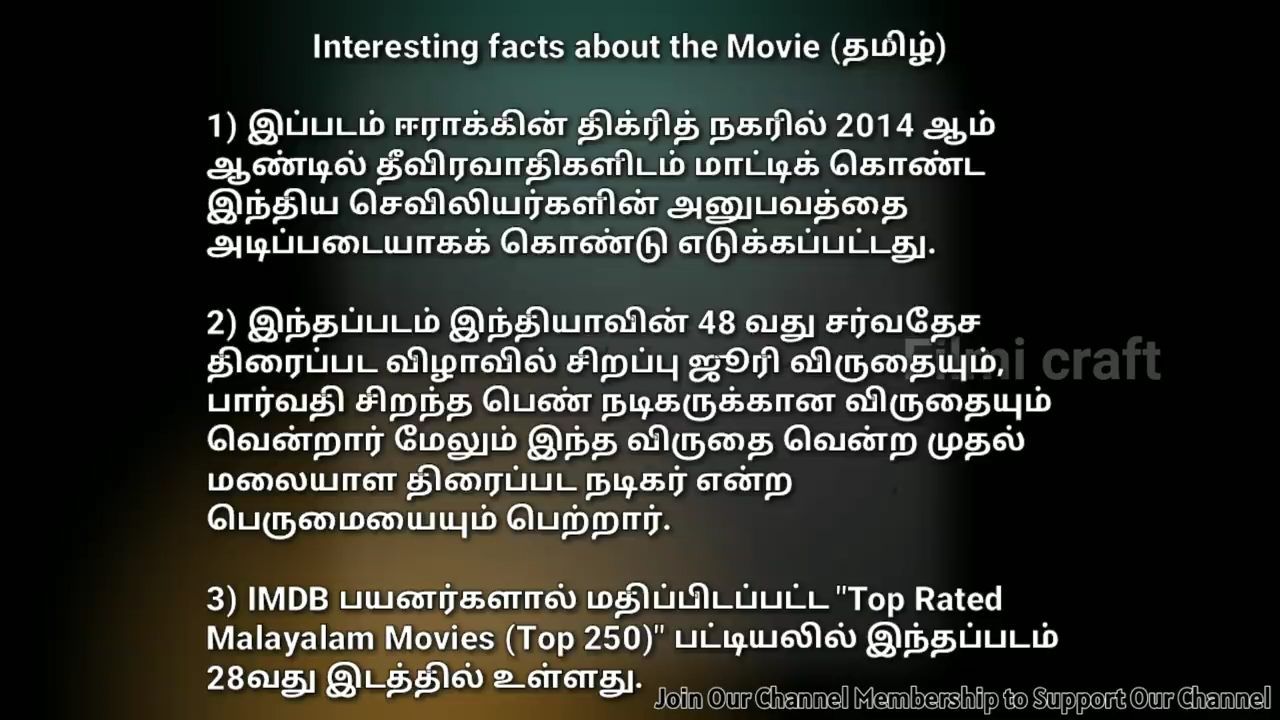 Interesting facts about the Movie (தமிழ்)
1) இப்படம் ஈராக்கின் திக்ரித் நகரில் 2014 ஆம்
ஆண்டில் தீவிரவாதிகளிடம் மாட்டிக் கொண்ட
இந்திய செவிலியர்களின் அனுபவத்தை
அடிப்படையாகக் கொண்டு எடுக்கப்பட்டது.
2) இந்தப்படம் இந்தியாவின் 48 வது சர்வதேச
திரைப்பட விழாவில் சிறப்பு ஜூரி விருதையும்,
பார்வதி சிறந்த பெண் நடிகருக்கான விருதையும்
வென்றார் மேலும் இந்த விருதை வென்ற முதல்
மலையாள திரைப்பட நடிகர் என்ற
பெருமையையும் பெற்றார்.
3) IMDB பயனர்களால் மதிப்பிடப்பட்ட "Top Rated
Malayalam Movies (Top 250)" பட்டியலில் இந்தப்படம்
28வது இடத்தில் உள்ளது.
Filmi craft
Join Our Channel Membership to Support Our Channel